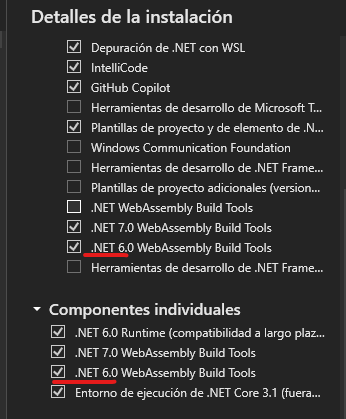 Detalles de la instalación
Depuración de .NET con WSL
IntelliCode
GitHub Copilot
Herramientas de desarrollo de Microsoft T...
Plantillas de proyecto y de elemento de .N...
Windows Communication Foundation
Herramientas de desarrollo de .NET Frame...
Plantillas de proyecto adicionales (version...
.NET WebAssembly Build Tools
.NET 7.0 WebAssembly Build Tools
.NET 6.0 WebAssembly Build Tools
Herramientas de desarrollo de .NET Frame...
Componentes individuales
.NET 6.0 Runtime (compatibilidad a largo plaz...
.NET 7.0 WebAssembly Build Tools
.NET 6.0 WebAssembly Build Tools
Entorno de ejecución de .NET Core 3.1 (fuera...